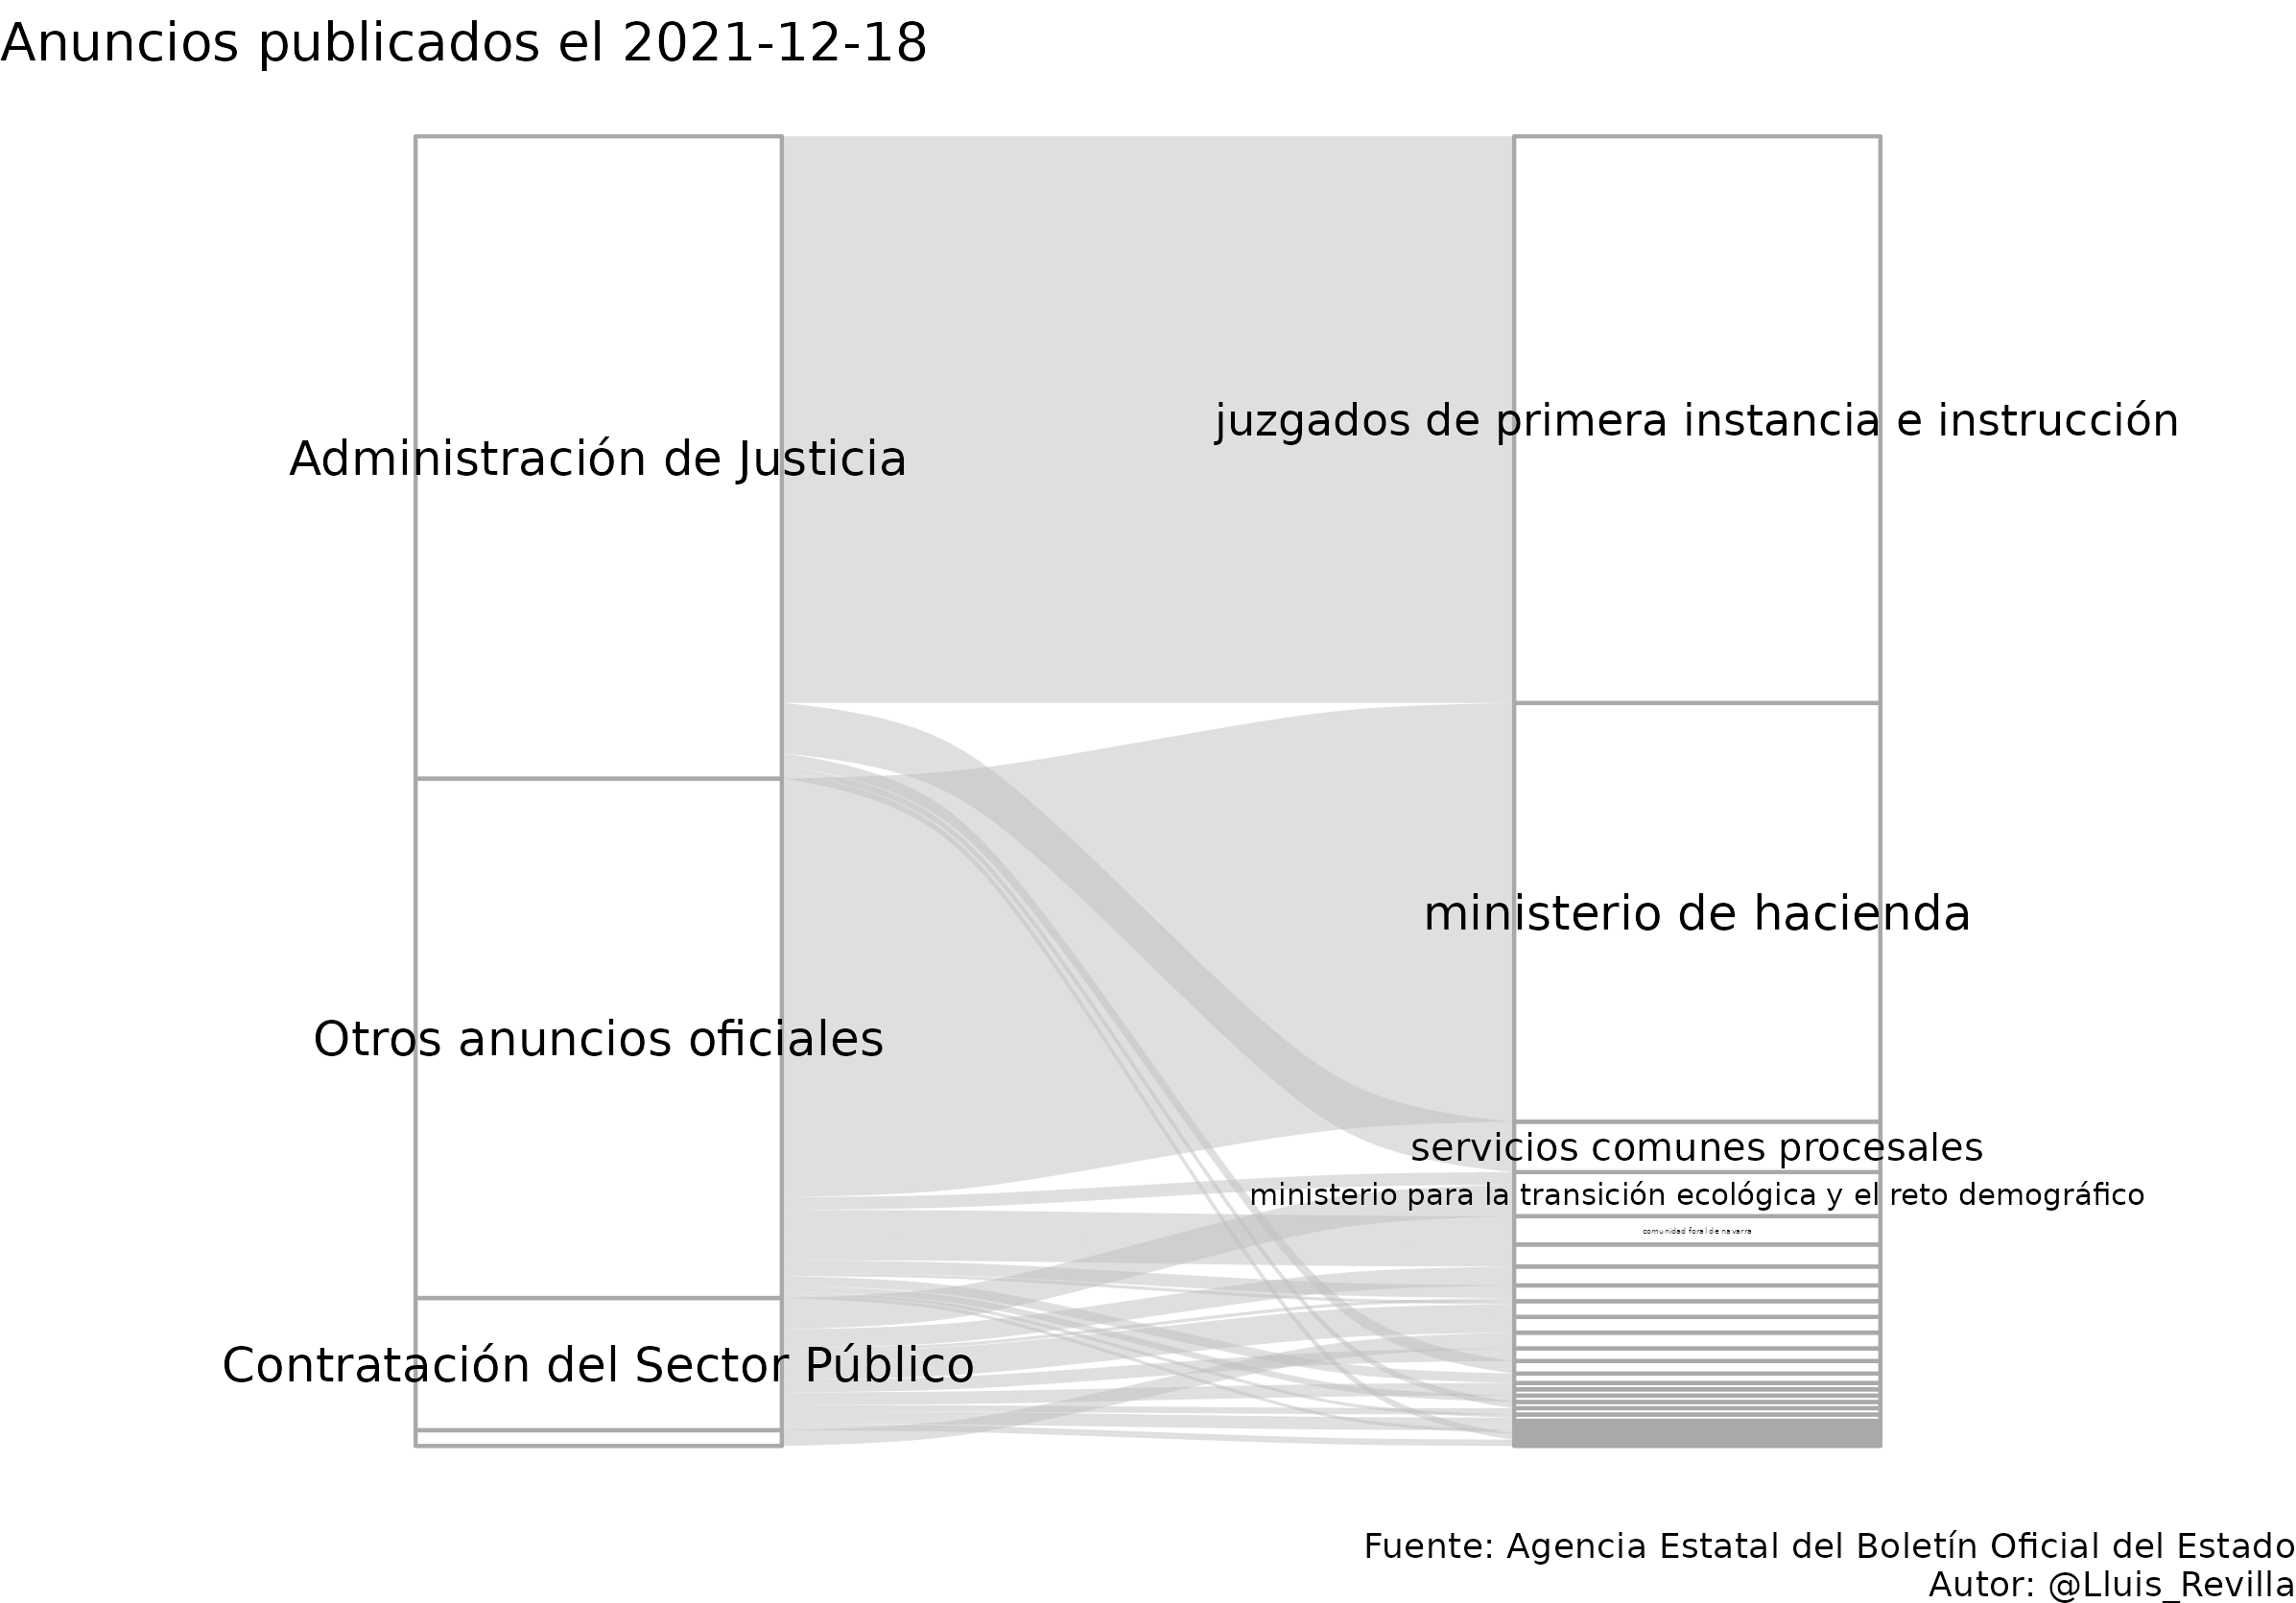 Anuncios publicados el 2021-12-18
Administración de Justicia
Otros anuncios oficiales
Contratación del Sector Público
juzgados de primera instancia e instrucción
ministerio de hacienda
servicios comunes procesales
ministerio para la transición ecológica y el reto demográfico
comunidad foral de navarra
Fuente: Agencia Estatal del Boletín Oficial del Estado
Autor: @Lluis_Revilla